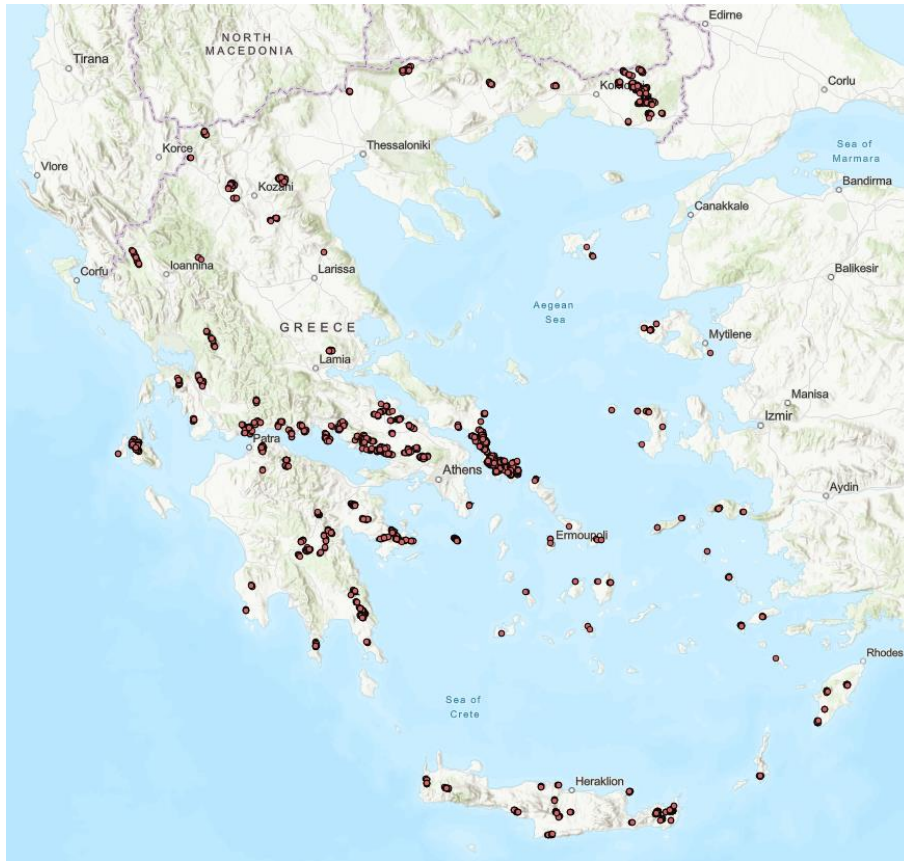 Edirne
NORTH
MACEDONIA
Tirana
Corlu
Thessaloniki
Sea of
Marmara
Korce
Vlore
Kozani
Bandirma
Canakkale
Ioannina
Corfu
Larissa
Balikesir
Aegean
Sea
GREECE
Mytilene
Lamia
Manisa
Izmir
Patra
Athens
Aydin
Ermoupoli
Rhodes
Sea of
Crete
Heraklion